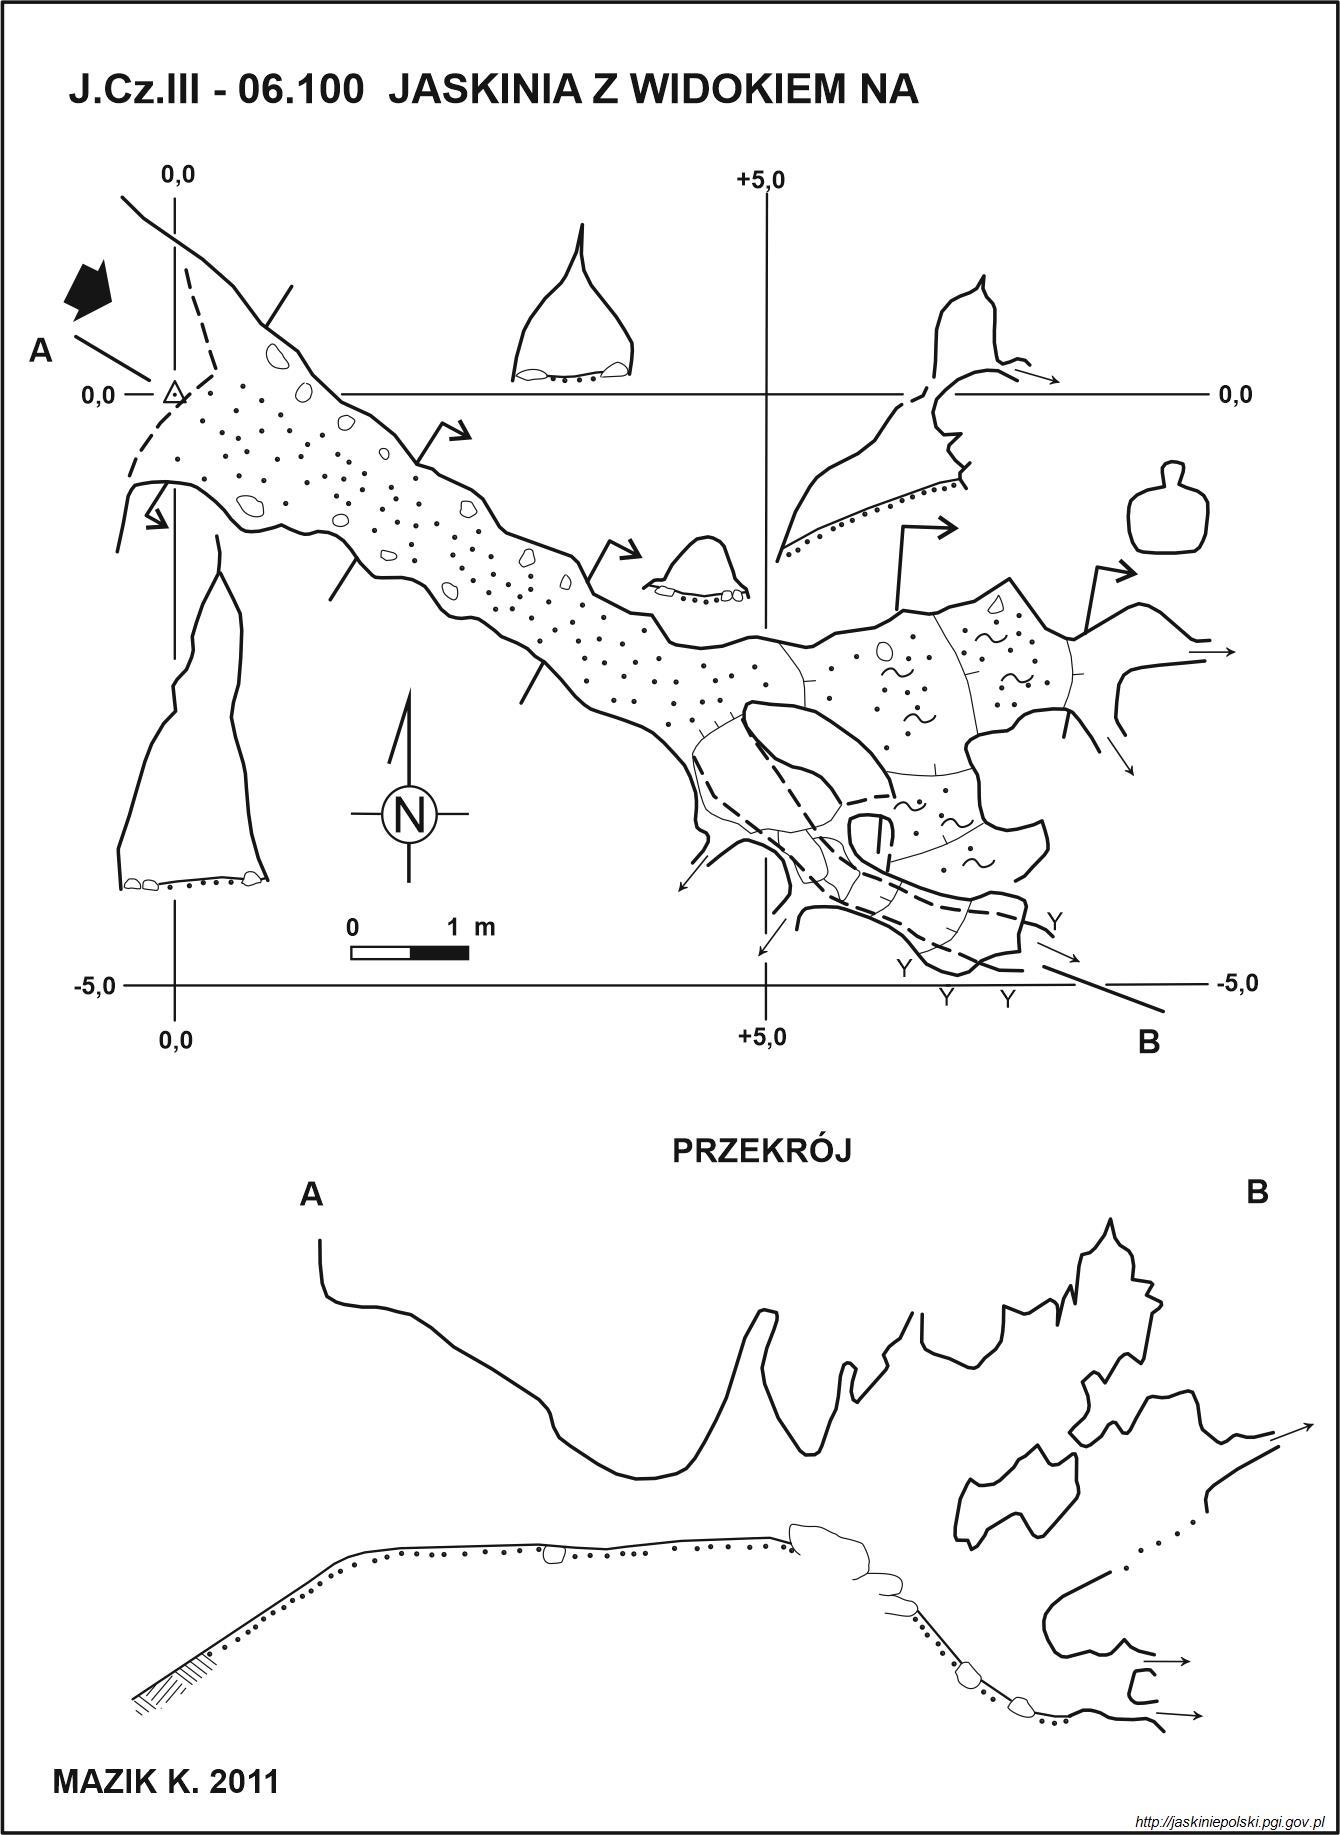 J.Cz.III - 06.100 JASKINIA Z WIDOKIEM NA
0,0
+5,0
A
0,0
0,0
N
0
1 m
Y
Y
Y
Y
-5,0
-5,0
0,0
+5,0
B
PRZEKRÓJ
A
B
MAZIK K. 2011
http://jaskiniepolski.pgi.gov.pl